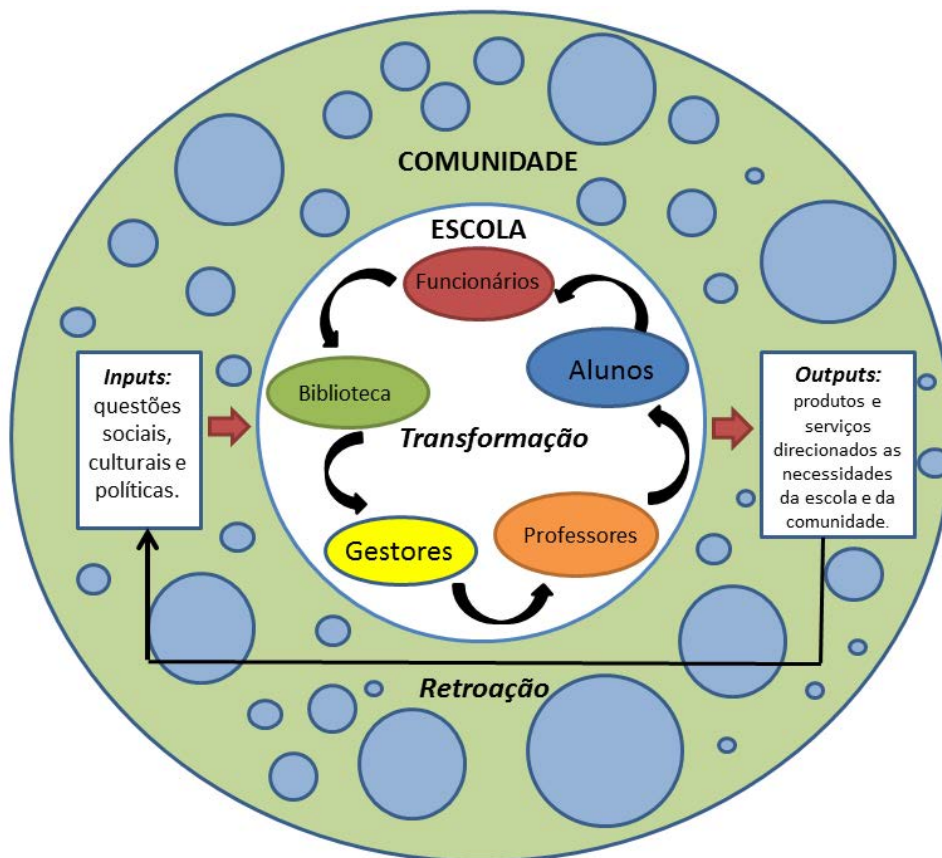 COMUNIDADE
ESCOLA
Funcionários
Alunos
Biblioteca
Transformação
Gestores
Professores
Inputs:
questões
sociais,
culturais e
políticas.
Outputs:
produtos e
serviços
direcionados as
necessidades
da escola e da
comunidade.
Retroação